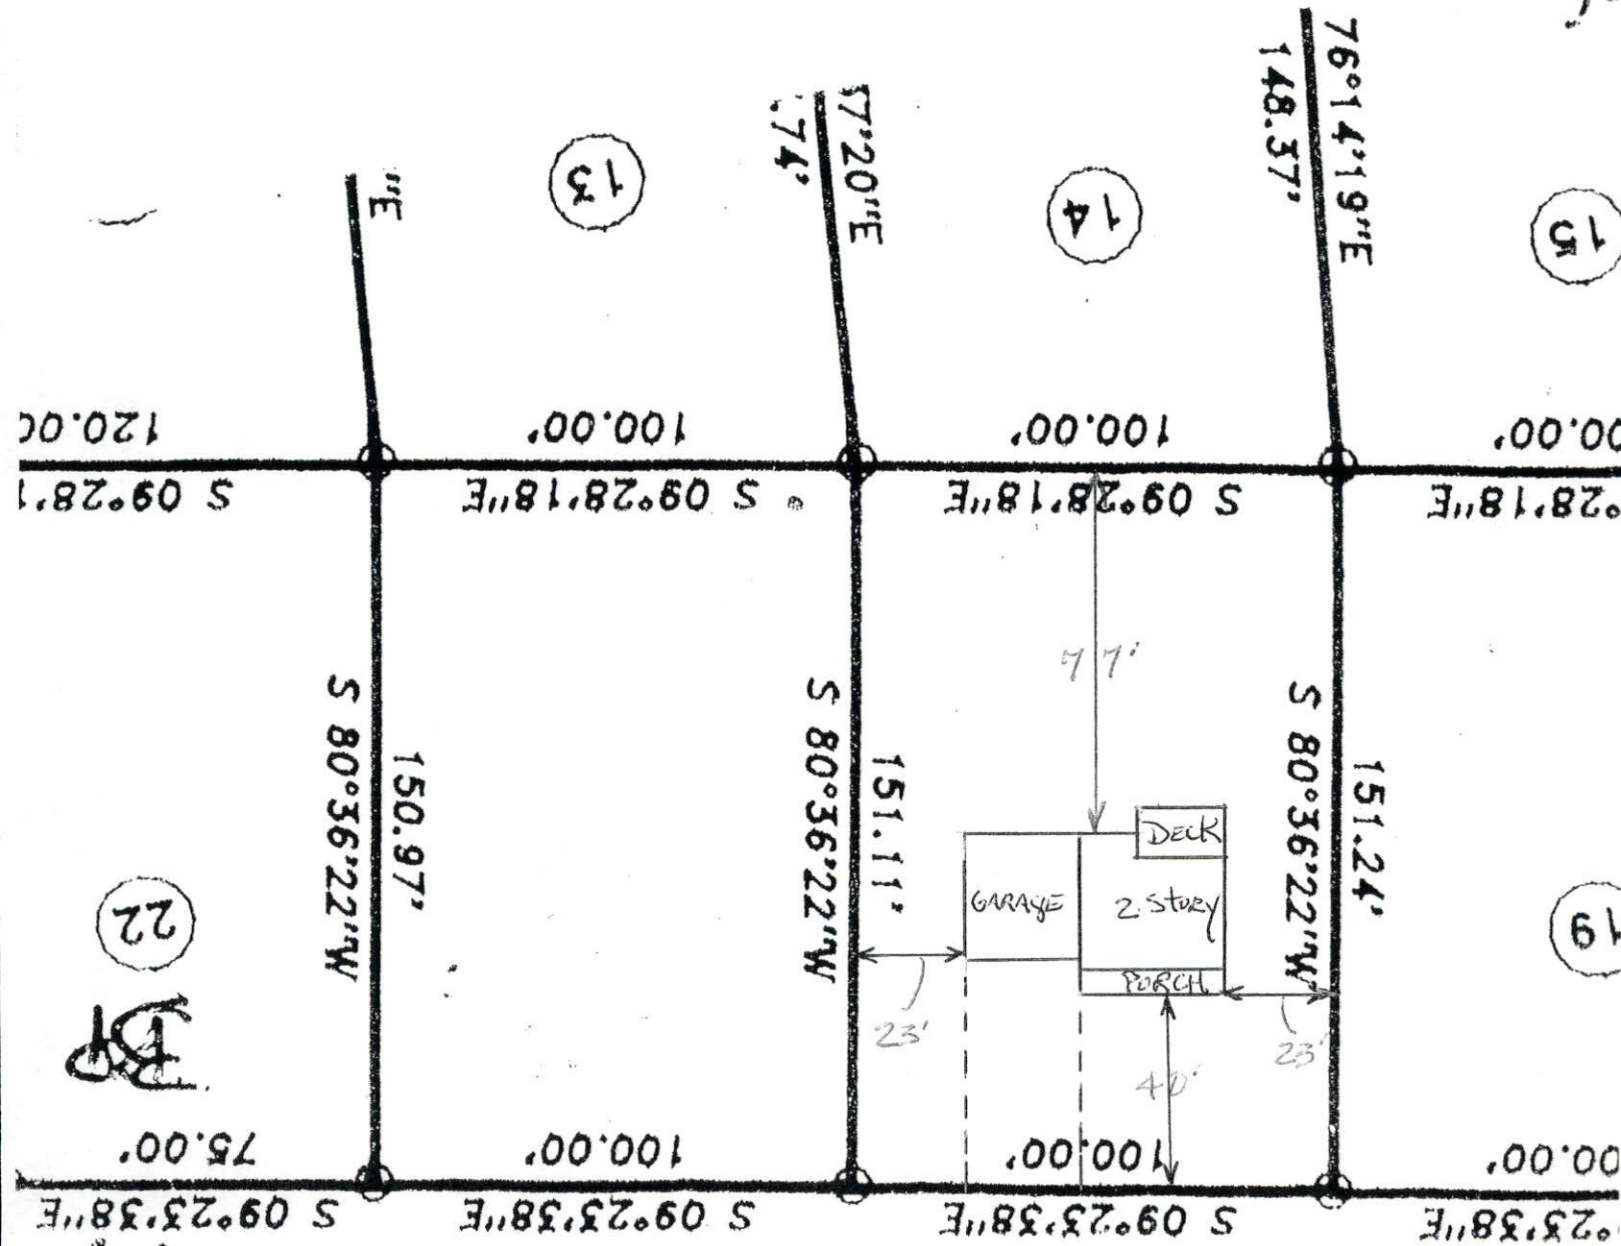 76°14'19"E
148.37'
7'20"E
.74'
"E
13
14
15
120.00
100.00'
100.00'
00.00'
S 09°28'1
S 09°28'18"E
S 09°28'18"E
°28'18"E
77'
S 80°36'22"W
150.97'
S 80°36'22"W
151.11'
S 80°36'22"W
151.24'
DECK
GARAGE
2 STORY
PORCH
22
19
23'
23'
40'
75.00'
100.00'
100.00'
00.00'
S 09°23'38"E
S 09°23'38"E
S 09°23'38"E
°23'38"E